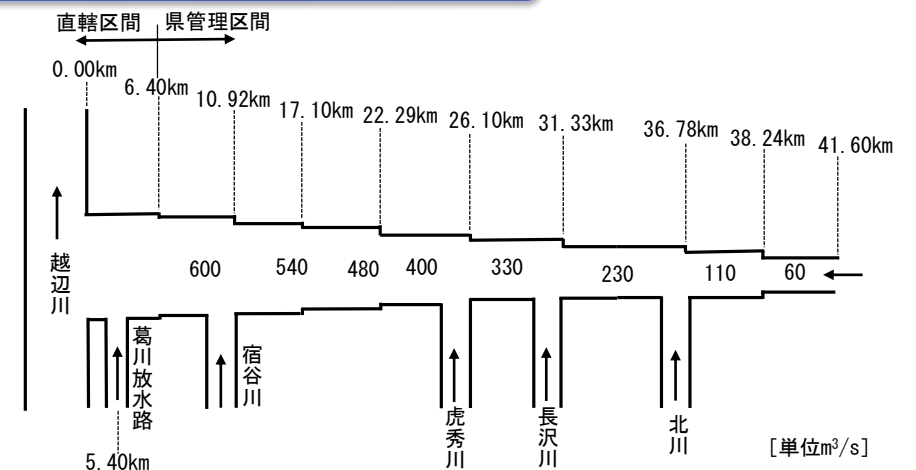 直轄区間 県管理区間
0.00km
6.40km
10.92km
17.10km
22.29km
26.10km
31.33km
36.78km
38.24km
41.60km
600 540 480 400 330 230 110 60
越辺川
葛川放水路
宿谷川
虎秀川
長沢川
北川
5.40km
[単位m³/s]